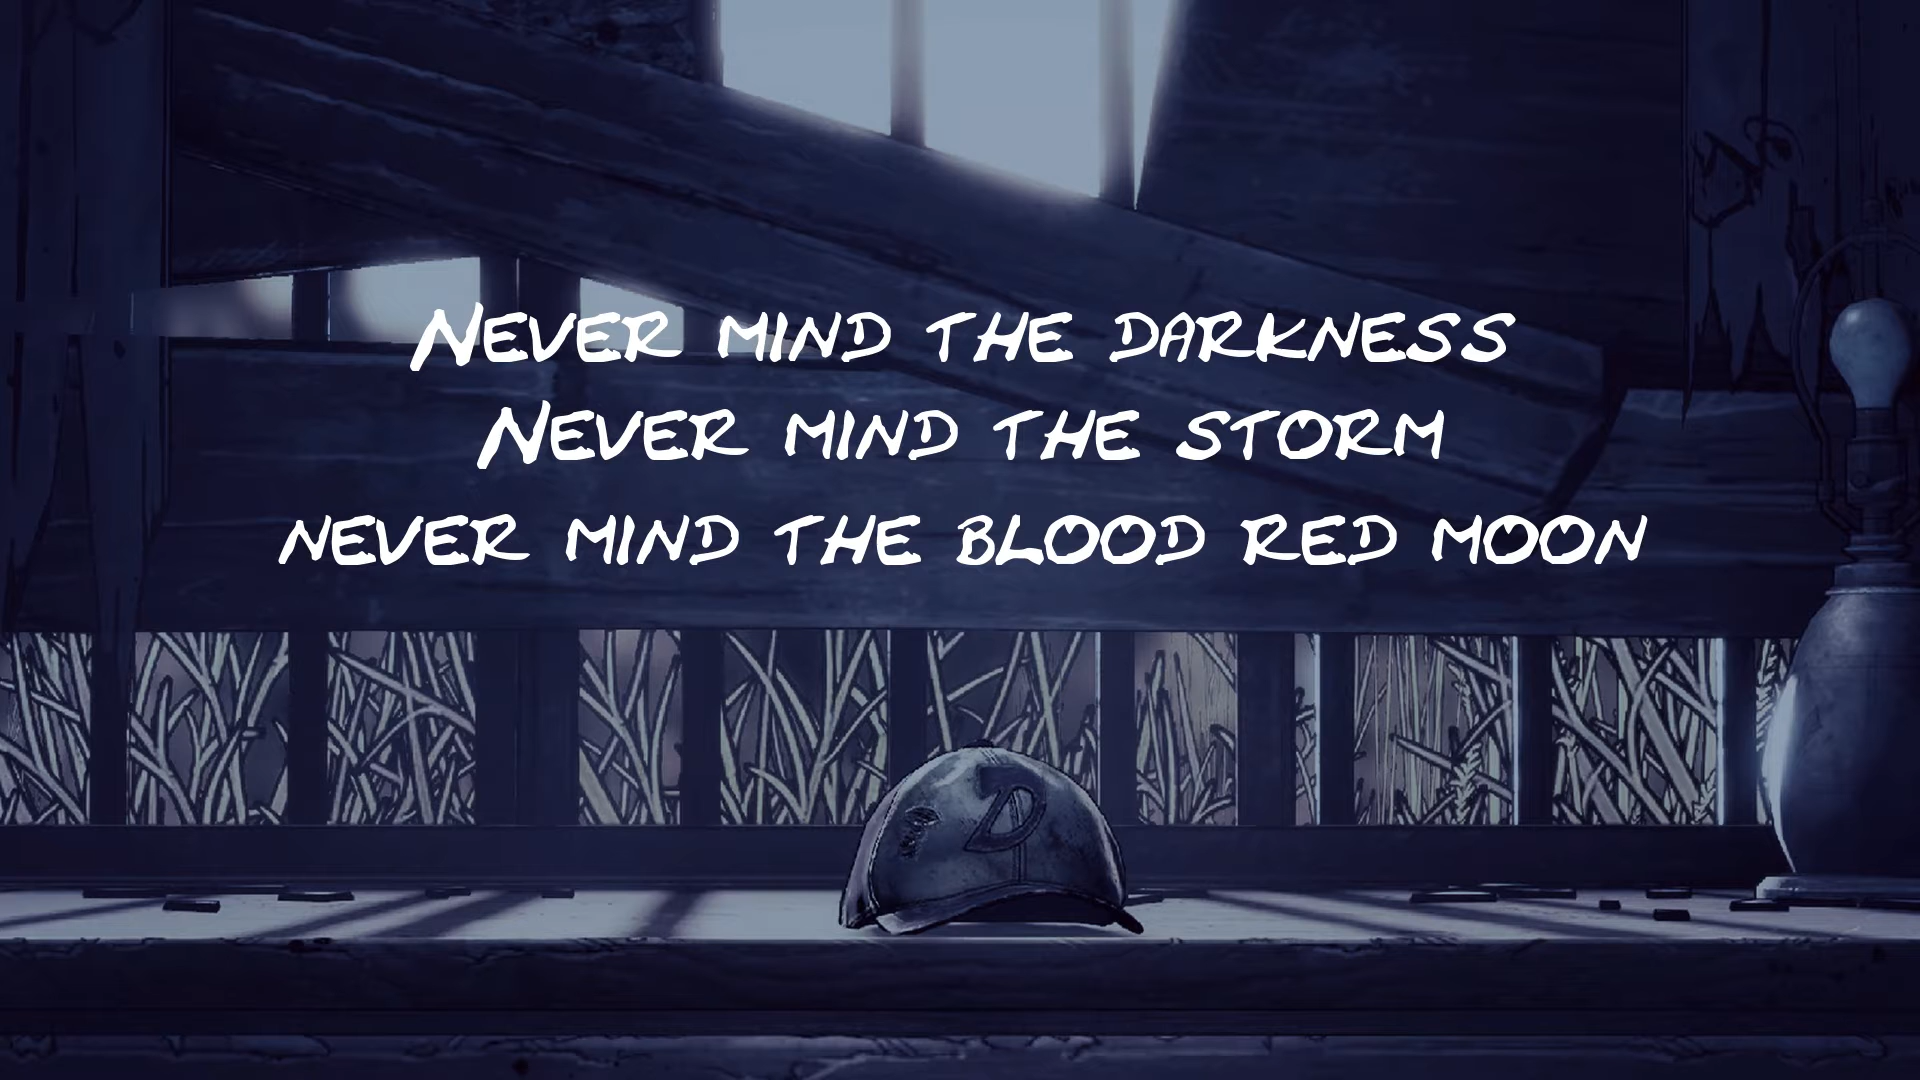 Never mind the darkness
Never mind the storm
never mind the blood red moon
D